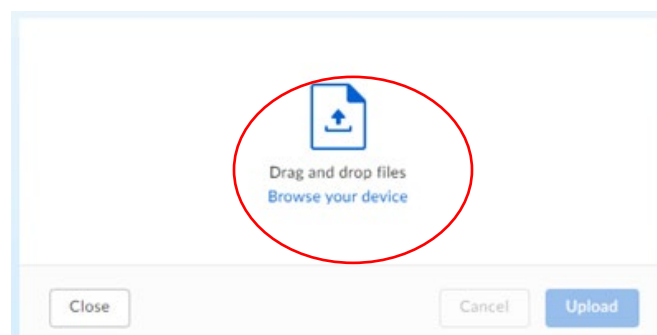 Drag and drop files
Browse your device
Close
Cancel
Upload